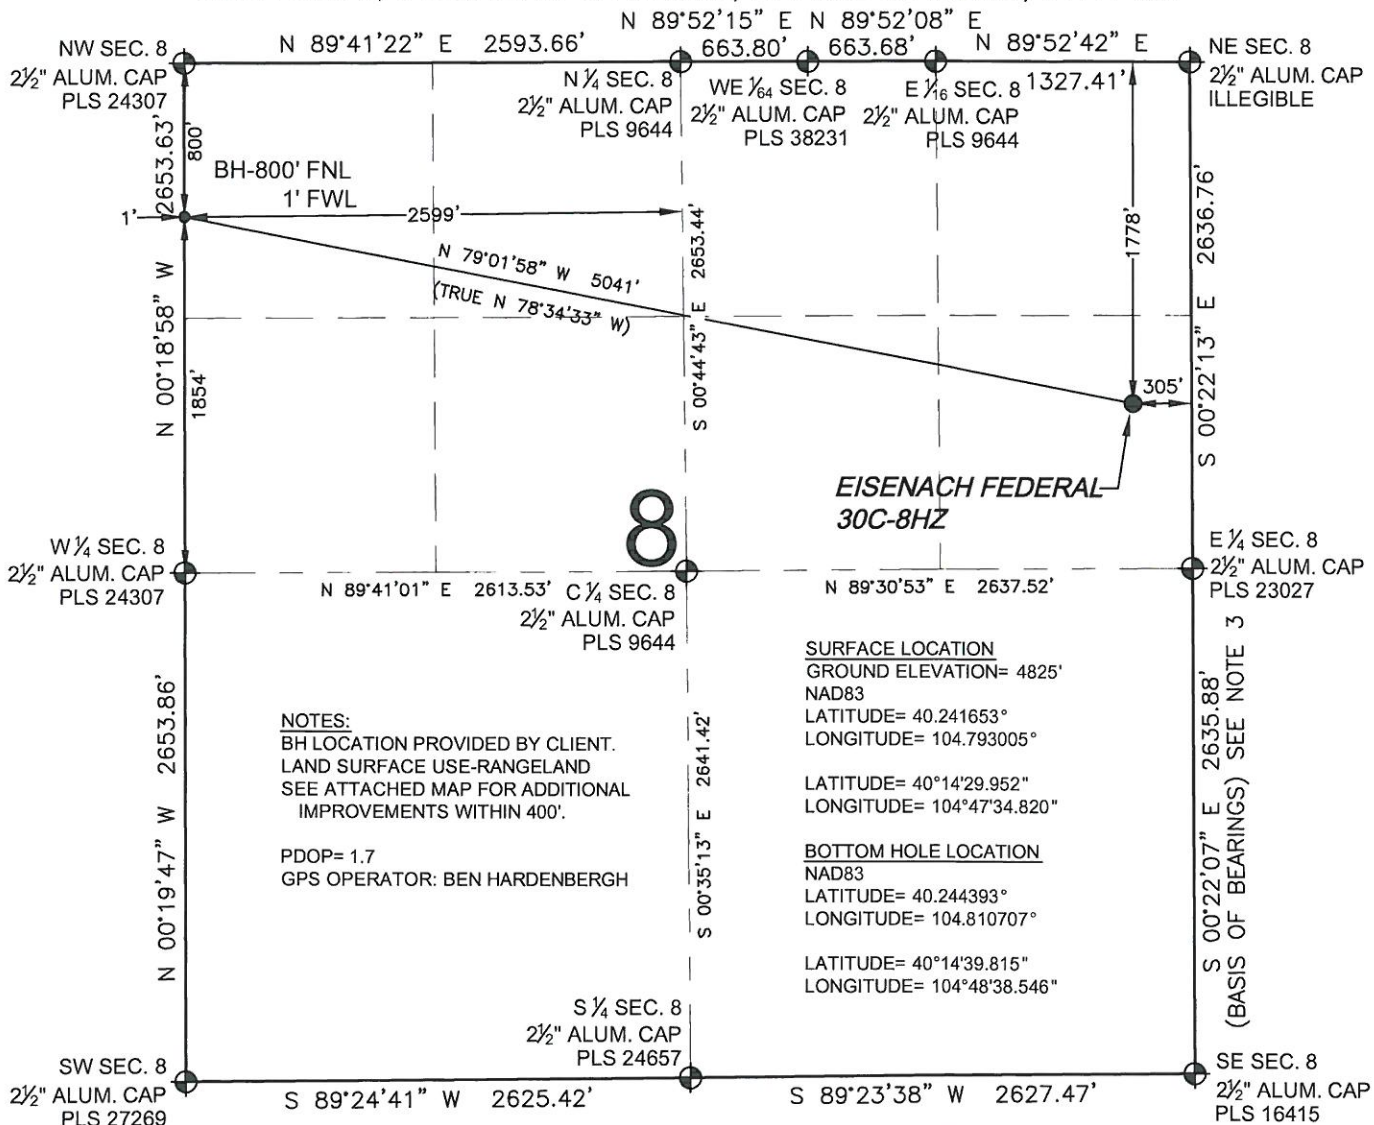 N 89°52'15" E N 89°52'08" E
N 89°41'22" E 2593.66'
663.80' 663.68'
N 89°52'42" E
1327.41'
NW SEC. 8
2½" ALUM. CAP
PLS 24307
N ¼ SEC. 8
2½" ALUM. CAP
PLS 9644
WE 1/64 SEC. 8
2½" ALUM. CAP
PLS 38231
E 1/16 SEC. 8
2½" ALUM. CAP
PLS 9644
NE SEC. 8
2½" ALUM. CAP
ILLEGIBLE
N 00°18'58" W 2653.63'
800'
BH-800' FNL
1' FWL
1'
2599'
N 79°01'58" W 5041'
(TRUE N 78°34'33" W)
S 00°44'43" E 2653.44'
1778'
S 00°22'13" E 2636.76'
305'
1854'
EISENACH FEDERAL
30C-8HZ
8
W ¼ SEC. 8
2½" ALUM. CAP
PLS 24307
N 89°41'01" E 2613.53'
C ¼ SEC. 8
2½" ALUM. CAP
PLS 9644
N 89°30'53" E 2637.52'
E ¼ SEC. 8
2½" ALUM. CAP
PLS 23027
N 00°19'47" W 2653.86'
NOTES:
BH LOCATION PROVIDED BY CLIENT.
LAND SURFACE USE-RANGELAND
SEE ATTACHED MAP FOR ADDITIONAL
IMPROVEMENTS WITHIN 400'.
PDOP= 1.7
GPS OPERATOR: BEN HARDENBERGH
S 00°35'13" E 2641.42'
SURFACE LOCATION
GROUND ELEVATION= 4825'
NAD83
LATITUDE= 40.241653°
LONGITUDE= 104.793005°
LATITUDE= 40°14'29.952"
LONGITUDE= 104°47'34.820"
BOTTOM HOLE LOCATION
NAD83
LATITUDE= 40.244393°
LONGITUDE= 104.810707°
LATITUDE= 40°14'39.815"
LONGITUDE= 104°48'38.546"
S 00°22'07" E 2635.88'
(BASIS OF BEARINGS) SEE NOTE 3
SW SEC. 8
2½" ALUM. CAP
PLS 27269
S 89°24'41" W 2625.42'
S ¼ SEC. 8
2½" ALUM. CAP
PLS 24657
S 89°23'38" W 2627.47'
SE SEC. 8
2½" ALUM. CAP
PLS 16415